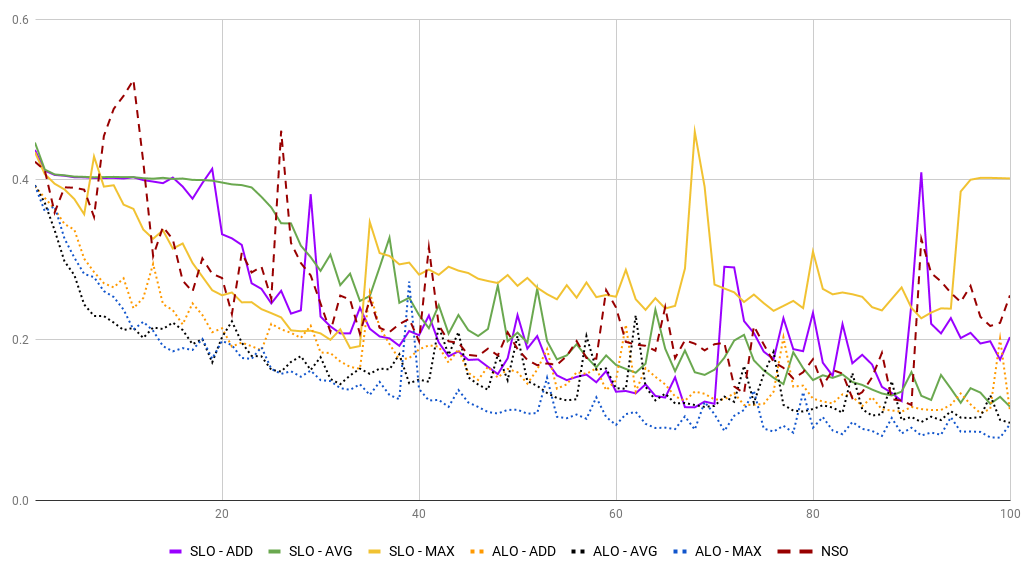 0.6
0.4
0.2
0.0
20 40 60 80 100
SLO - ADD SLO - AVG SLO - MAX ALO - ADD ALO - AVG ALO - MAX NSO